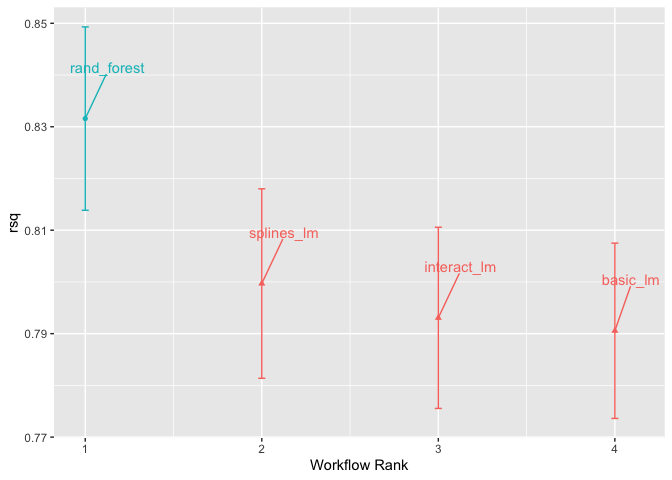 0.85
0.83
0.81
0.79
0.77
rsq
rand_forest
splines_lm
interact_lm
basic_lm
1
2
3
4
Workflow Rank